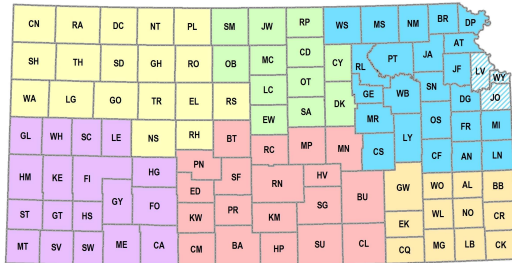 CN RA DC NT PL SM JW RP WS MS NM BR DP
SH TH SD GH RO OB MC CD CY RL PT JA AT
WA LG GO TR EL RS LC OT DK GE WB SN JF LV WY
GL WH SC LE NS RH BT EW SA MR OS DG JO
HM KE FI HG PN RC MP MN CS LY FR MI
ST GT HS GY FO ED SF RN HV BU GW CF AN LN
KW PR KM SG EK WO AL BB
MT SV SW ME CA CM BA HP SU CL CQ WL NO CR
MG LB CK